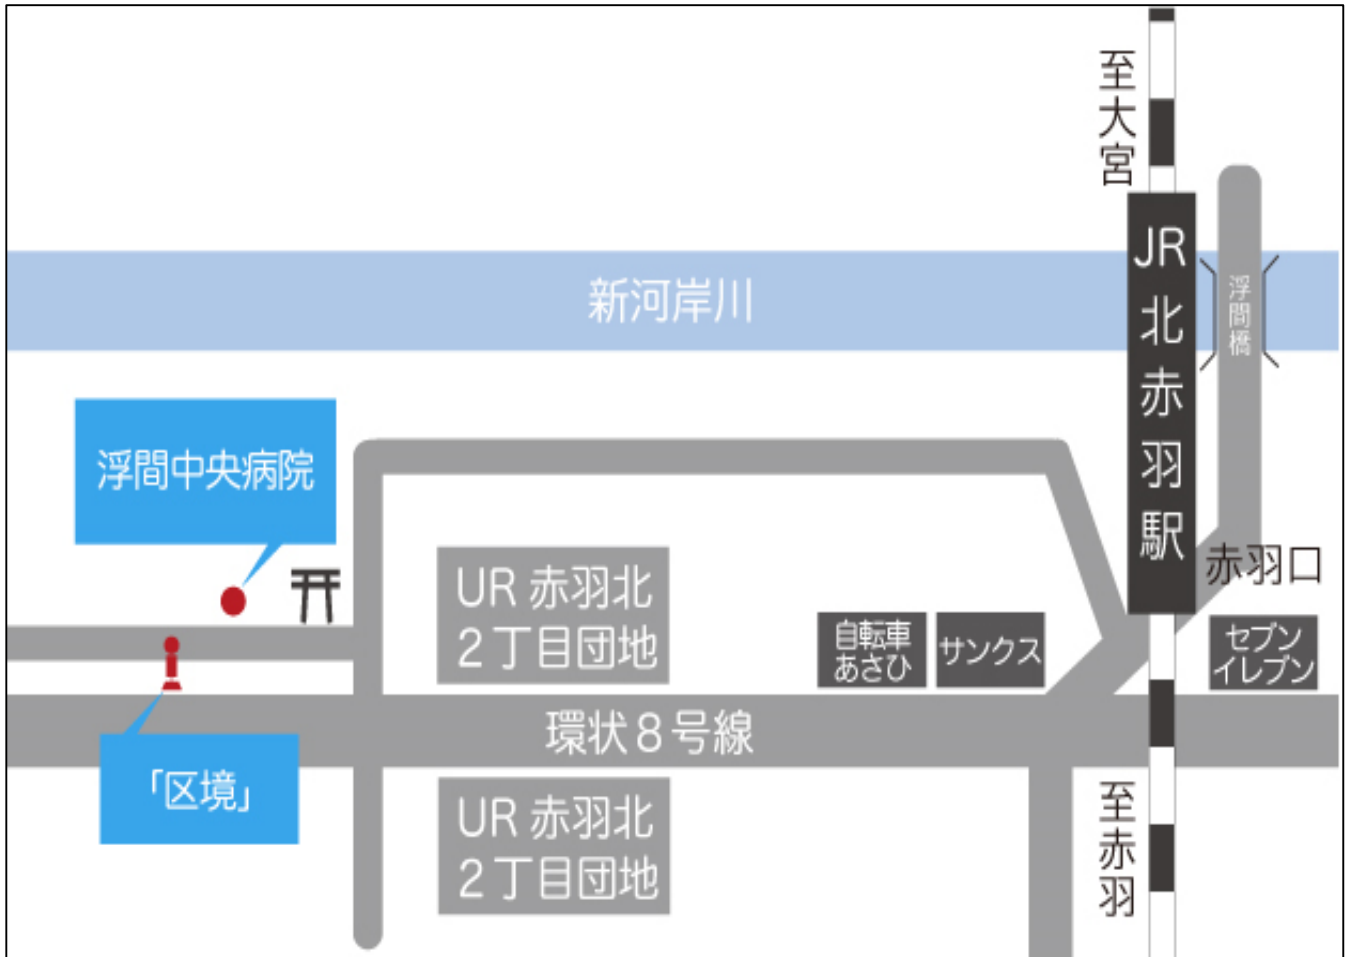 至大宮
JR北赤羽駅
新河岸川
浮間橋
浮間中央病院
赤羽口
UR 赤羽北
2丁目団地
自転車
あさひ
サンクス
セブン
イレブン
環状8号線
「区境」
UR 赤羽北
2丁目団地
至赤羽